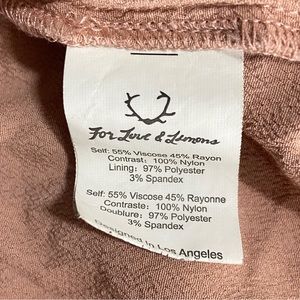 For Love & Lemons
Self: 55% Viscose 45% Rayon
Contrast: 100% Nylon
Lining: 97% Polyester
3% Spandex
Self: 55% Viscose 45% Rayonne
Contraste: 100% Nylon
Doublure: 97% Polyester
3% Spandex
Designed In Los Angeles